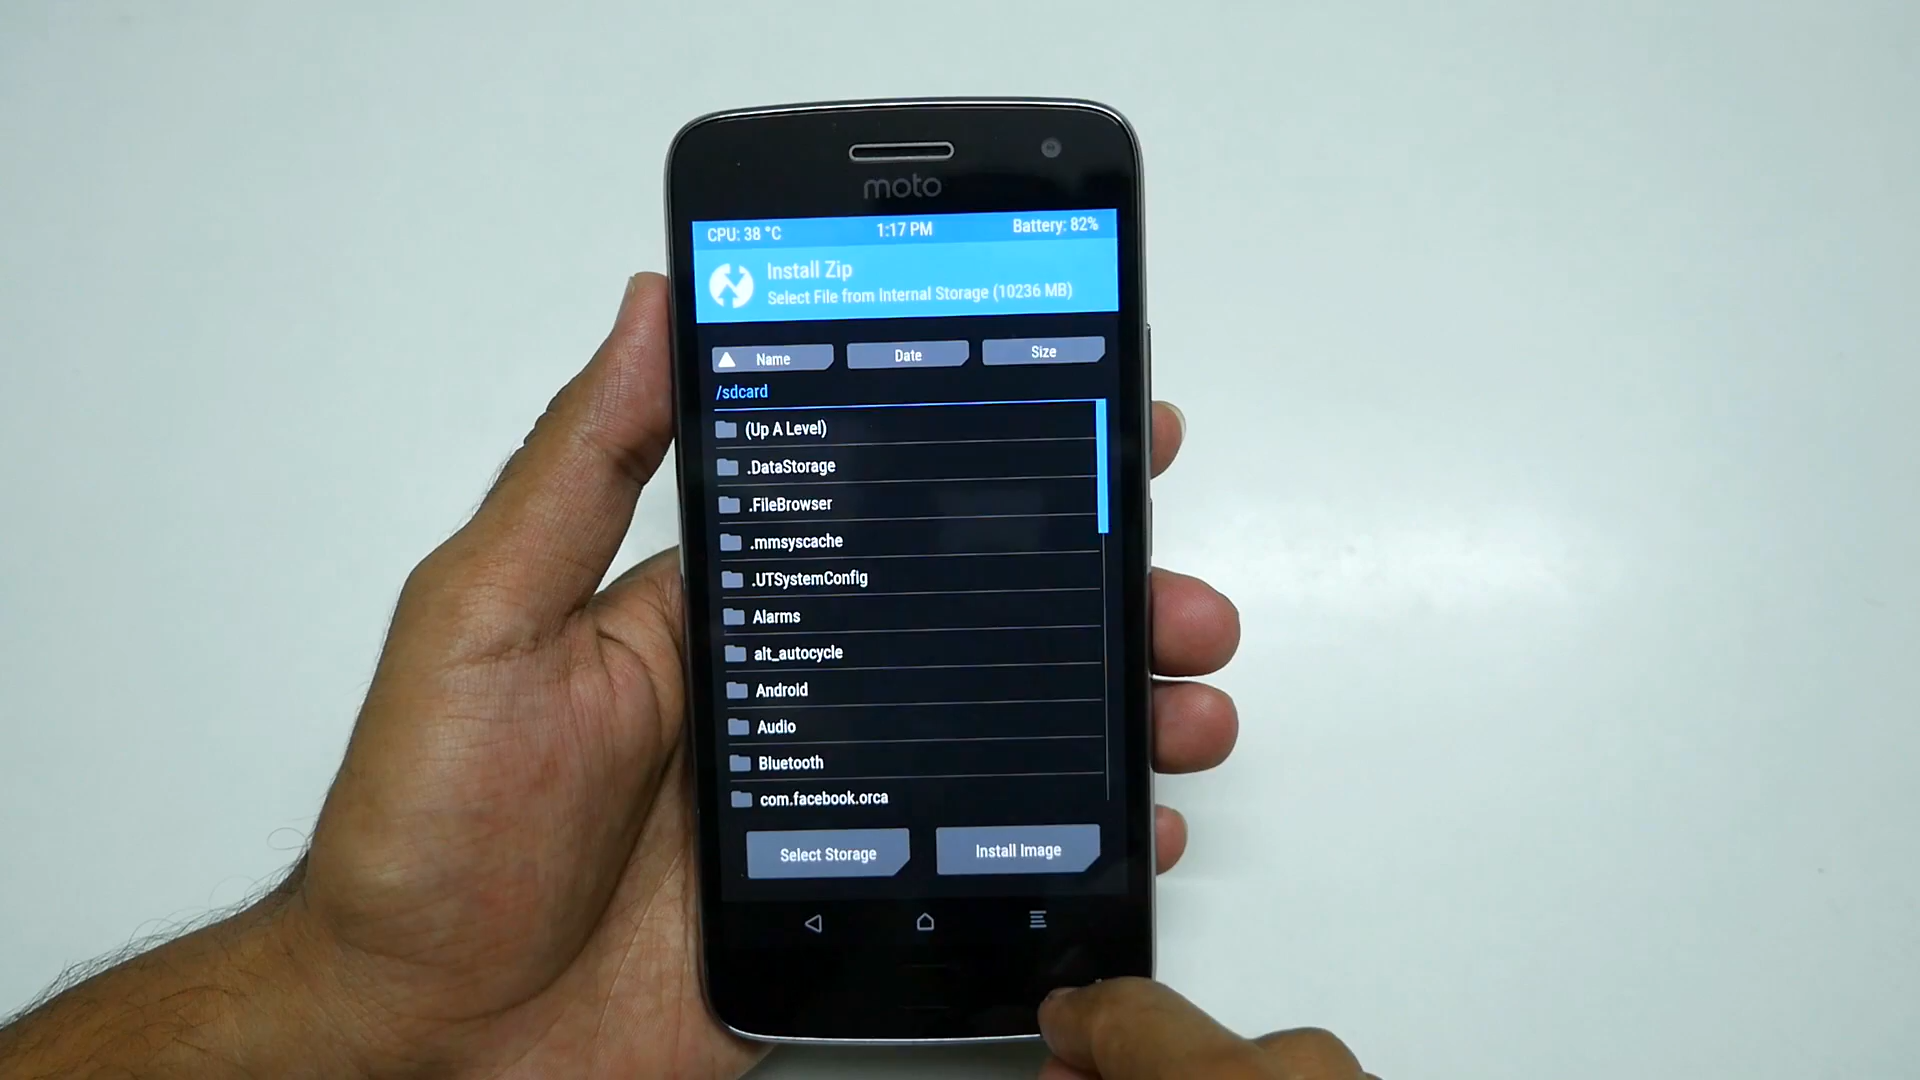 moto
CPU: 38 °C 1:17 PM Battery: 82%
Install Zip
Select File from Internal Storage (10236 MB)
Name Date Size
/sdcard
(Up A Level)
.DataStorage
.FileBrowser
.mmsyscache
.UTSystemConfig
Alarms
alt_autocycle
Android
Audio
Bluetooth
com.facebook.orca
Select Storage Install Image